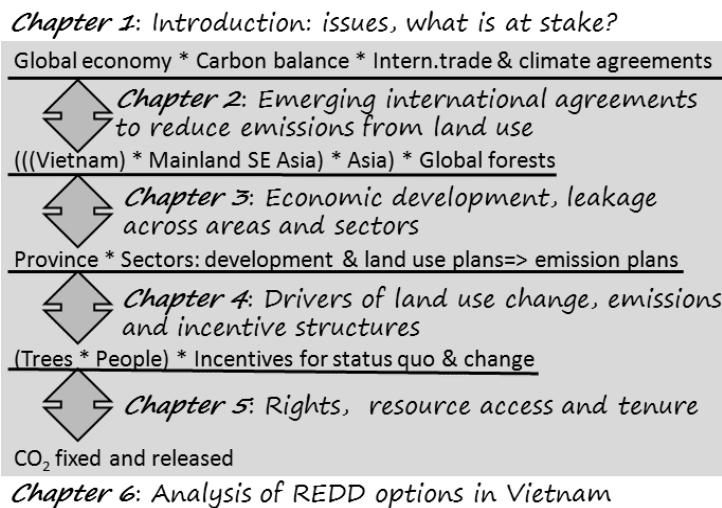 Chapter 1: Introduction: issues, what is at stake?
Global economy * Carbon balance * Intern.trade & climate agreements
Chapter 2: Emerging international agreements
to reduce emissions from land use
(((Vietnam) * Mainland SE Asia) * Asia) * Global forests
Chapter 3: Economic development, leakage
across areas and sectors
Province * Sectors: development & land use plans=> emission plans
Chapter 4: Drivers of land use change, emissions
and incentive structures
(Trees * People) * Incentives for status quo & change
Chapter 5: Rights, resource access and tenure
CO₂ fixed and released
Chapter 6: Analysis of REDD options in Vietnam